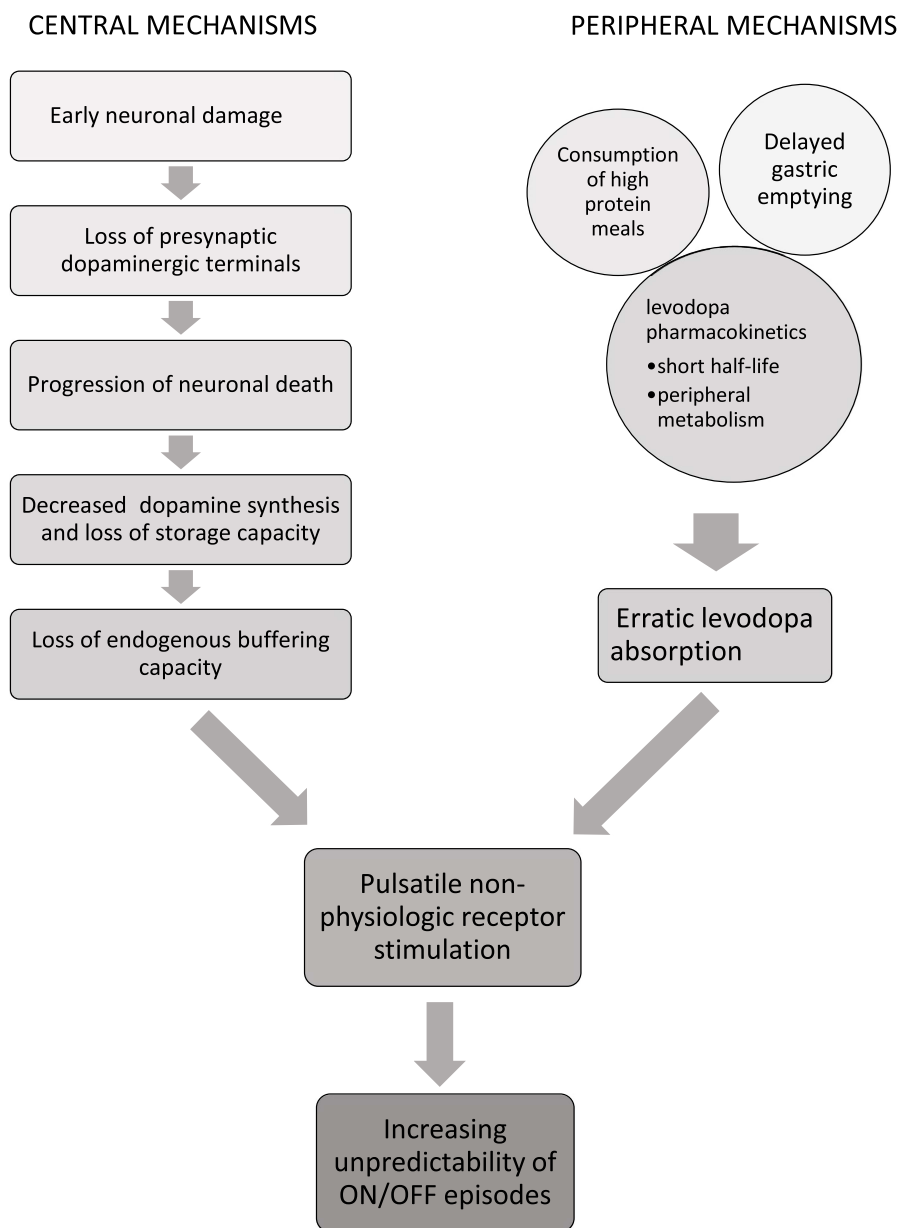 CENTRAL MECHANISMS
Early neuronal damage
Loss of presynaptic
dopaminergic terminals
Progression of neuronal death
Decreased dopamine synthesis
and loss of storage capacity
Loss of endogenous buffering
capacity
PERIPHERAL MECHANISMS
Consumption
of high
protein
meals
Delayed
gastric
emptying
levodopa
pharmacokinetics
•short half-life
•peripheral
metabolism
Erratic levodopa
absorption
Pulsatile non-
physiologic receptor
stimulation
Increasing
unpredictability of
ON/OFF episodes